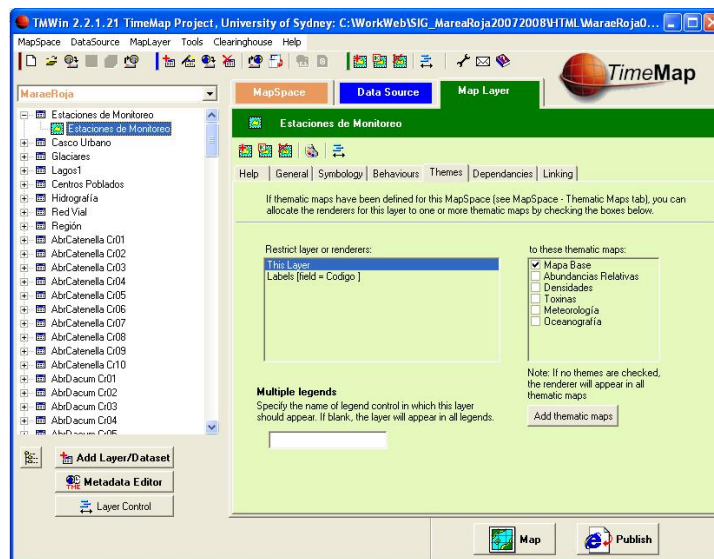 TMWin 2.2.1.21 TimeMap Project, University of Sydney: C:\WorkWeb\SIG_MareaRoja20072008\HTML\MaraeRoja0...
MapSpace DataSource MapLayer Tools Clearinghouse Help
MaraeRoja
Estaciones de Monitoreo
Estaciones de Monitoreo
Casco Urbano
Glaciares
Lagos1
Centros Poblados
Hidrografía
Red Vial
Región
AbrCatenella Cr01
AbrCatenella Cr02
AbrCatenella Cr03
AbrCatenella Cr04
AbrCatenella Cr05
AbrCatenella Cr06
AbrCatenella Cr07
AbrCatenella Cr08
AbrCatenella Cr09
AbrCatenella Cr10
AbrDacum Cr01
AbrDacum Cr02
AbrDacum Cr03
AbrDacum Cr04
AbrDacum Cr05
Add Layer/Dataset
TME
Metadata Editor
Layer Control
MapSpace
Data Source
Map Layer
TimeMap
Estaciones de Monitoreo
Help General Symbology Behaviours Themes Dependancies Linking
If thematic maps have been defined for this MapSpace (see MapSpace - Thematic Maps tab), you can
allocate the renderers for this layer to one or more thematic maps by checking the boxes below.
Restrict layer or renderers:
This Layer
Labels [field = Codigo ]
to these thematic maps:
Mapa Base
Abundancias Relativas
Densidades
Toxinas
Meteorología
Oceanografía
Note: If no themes are checked,
the renderer will appear in all
thematic maps
Add thematic maps
Multiple legends
Specify the name of legend control in which this layer
should appear. If blank, the layer will appear in all legends.
Map
Publish